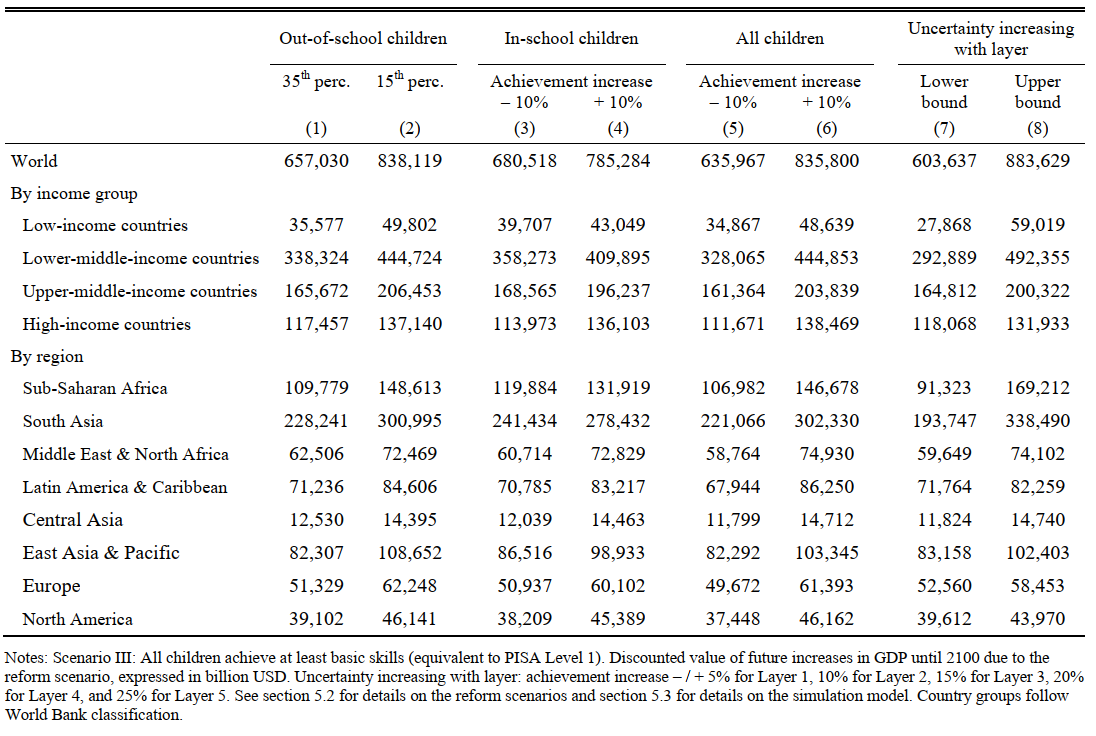 Out-of-school children In-school children All children Uncertainty increasing with layer
35th perc. 15th perc. Achievement increase Achievement increase Lower bound Upper bound
– 10% + 10% – 10% + 10%
(1) (2) (3) (4) (5) (6) (7) (8)
World 657,030 838,119 680,518 785,284 635,967 835,800 603,637 883,629
By income group
Low-income countries 35,577 49,802 39,707 43,049 34,867 48,639 27,868 59,019
Lower-middle-income countries 338,324 444,724 358,273 409,895 328,065 444,853 292,889 492,355
Upper-middle-income countries 165,672 206,453 168,565 196,237 161,364 203,839 164,812 200,322
High-income countries 117,457 137,140 113,973 136,103 111,671 138,469 118,068 131,933
By region
Sub-Saharan Africa 109,779 148,613 119,884 131,919 106,982 146,678 91,323 169,212
South Asia 228,241 300,995 241,434 278,432 221,066 302,330 193,747 338,490
Middle East & North Africa 62,506 72,469 60,714 72,829 58,764 74,930 59,649 74,102
Latin America & Caribbean 71,236 84,606 70,785 83,217 67,944 86,250 71,764 82,259
Central Asia 12,530 14,395 12,039 14,463 11,799 14,712 11,824 14,740
East Asia & Pacific 82,307 108,652 86,516 98,933 82,292 103,345 83,158 102,403
Europe 51,329 62,248 50,937 60,102 49,672 61,393 52,560 58,453
North America 39,102 46,141 38,209 45,389 37,448 46,162 39,612 43,970
Notes: Scenario III: All children achieve at least basic skills (equivalent to PISA Level 1). Discounted value of future increases in GDP until 2100 due to the
reform scenario, expressed in billion USD. Uncertainty increasing with layer: achievement increase – / + 5% for Layer 1, 10% for Layer 2, 15% for Layer 3, 20%
for Layer 4, and 25% for Layer 5. See section 5.2 for details on the reform scenarios and section 5.3 for details on the simulation model. Country groups follow
World Bank classification.